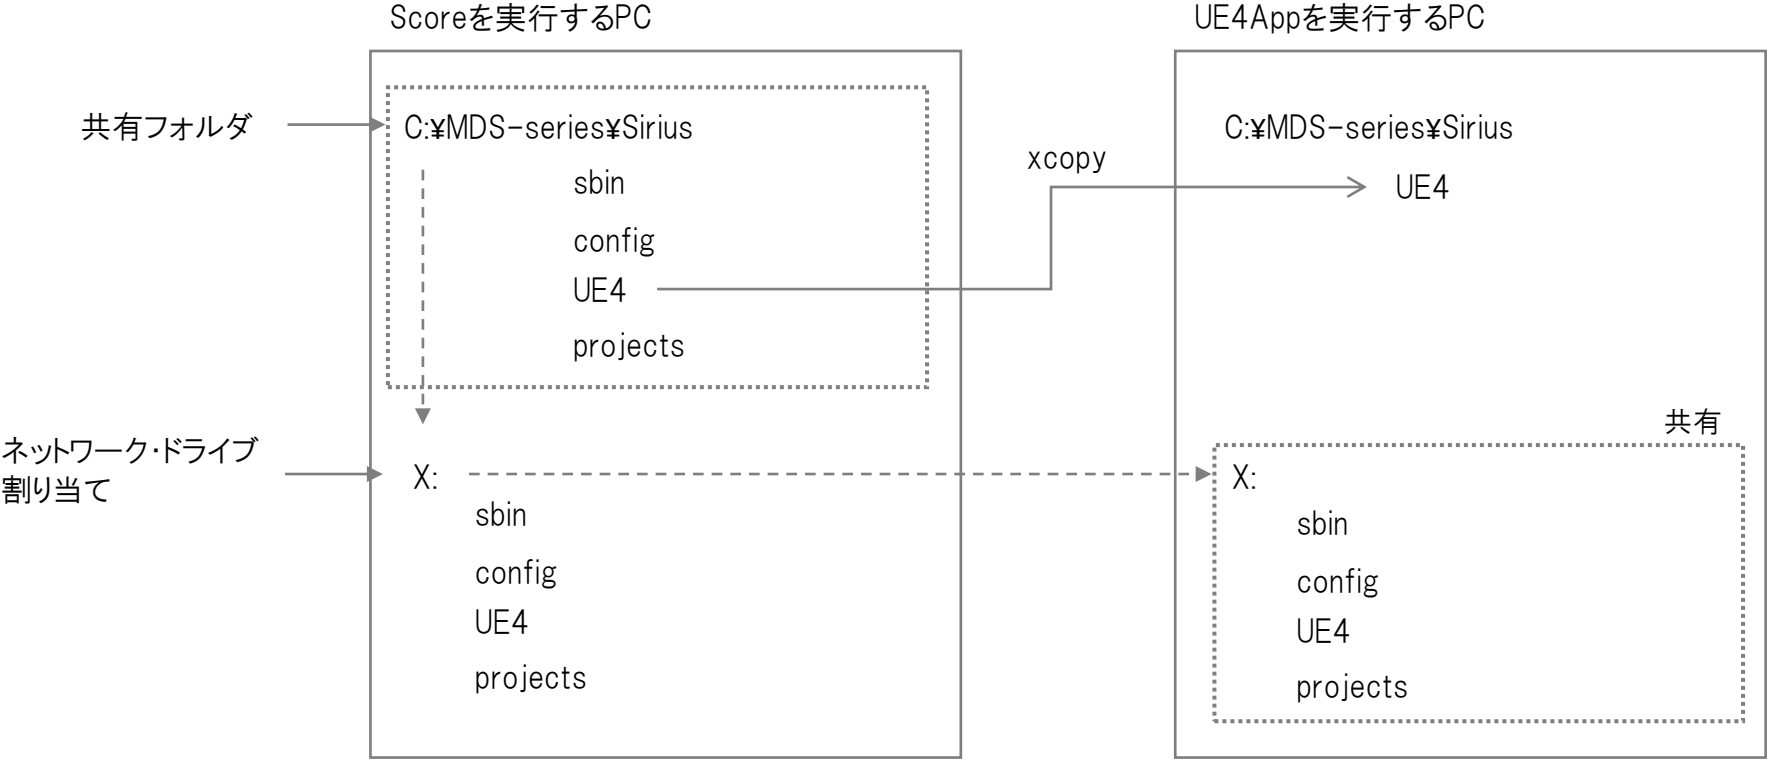 Scoreを実行するPC
UE4Appを実行するPC
共有フォルダ
C:¥MDS-series¥Sirius
sbin
config
UE4
projects
xcopy
C:¥MDS-series¥Sirius
UE4
ネットワーク・ドライブ
割り当て
X:
sbin
config
UE4
projects
共有
X:
sbin
config
UE4
projects